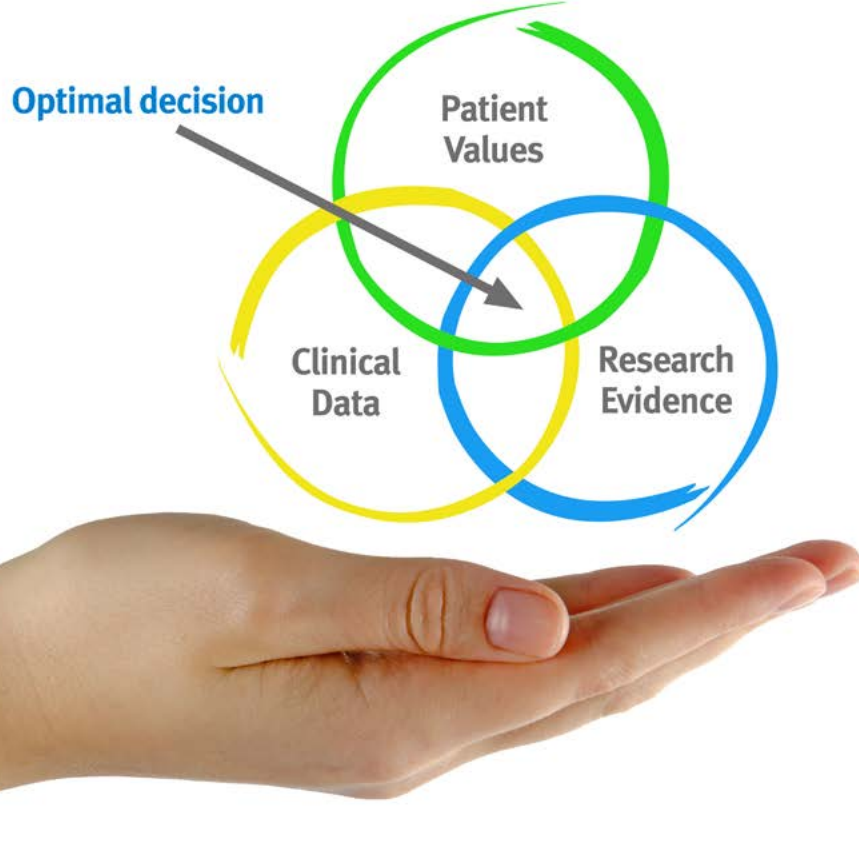 Optimal decision
Patient
Values
Clinical
Data
Research
Evidence